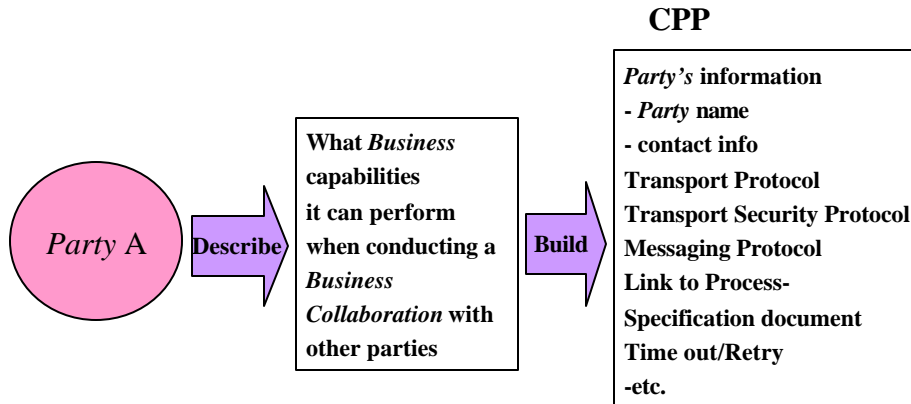 CPP
Party A
Describe
What Business
capabilities
it can perform
when conducting a
Business
Collaboration with
other parties
Build
Party's information
- Party name
- contact info
Transport Protocol
Transport Security Protocol
Messaging Protocol
Link to Process-
Specification document
Time out/Retry
-etc.